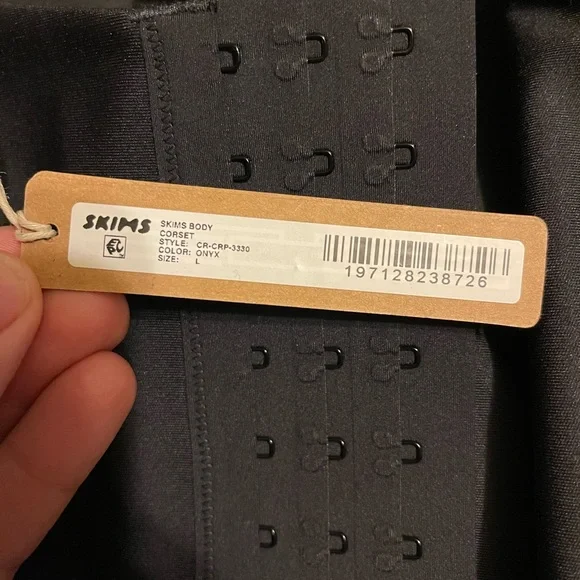 SKIMS
SKIMS BODY
CORSET
STYLE: CR-CRP-3330
COLOR: ONYX
SIZE: L
197128238726